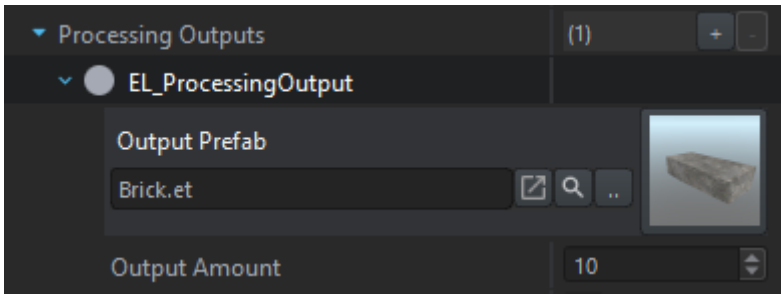 Processing Outputs (1) + -
EL_ProcessingOutput
Output Prefab
Brick.et ..
Output Amount 10